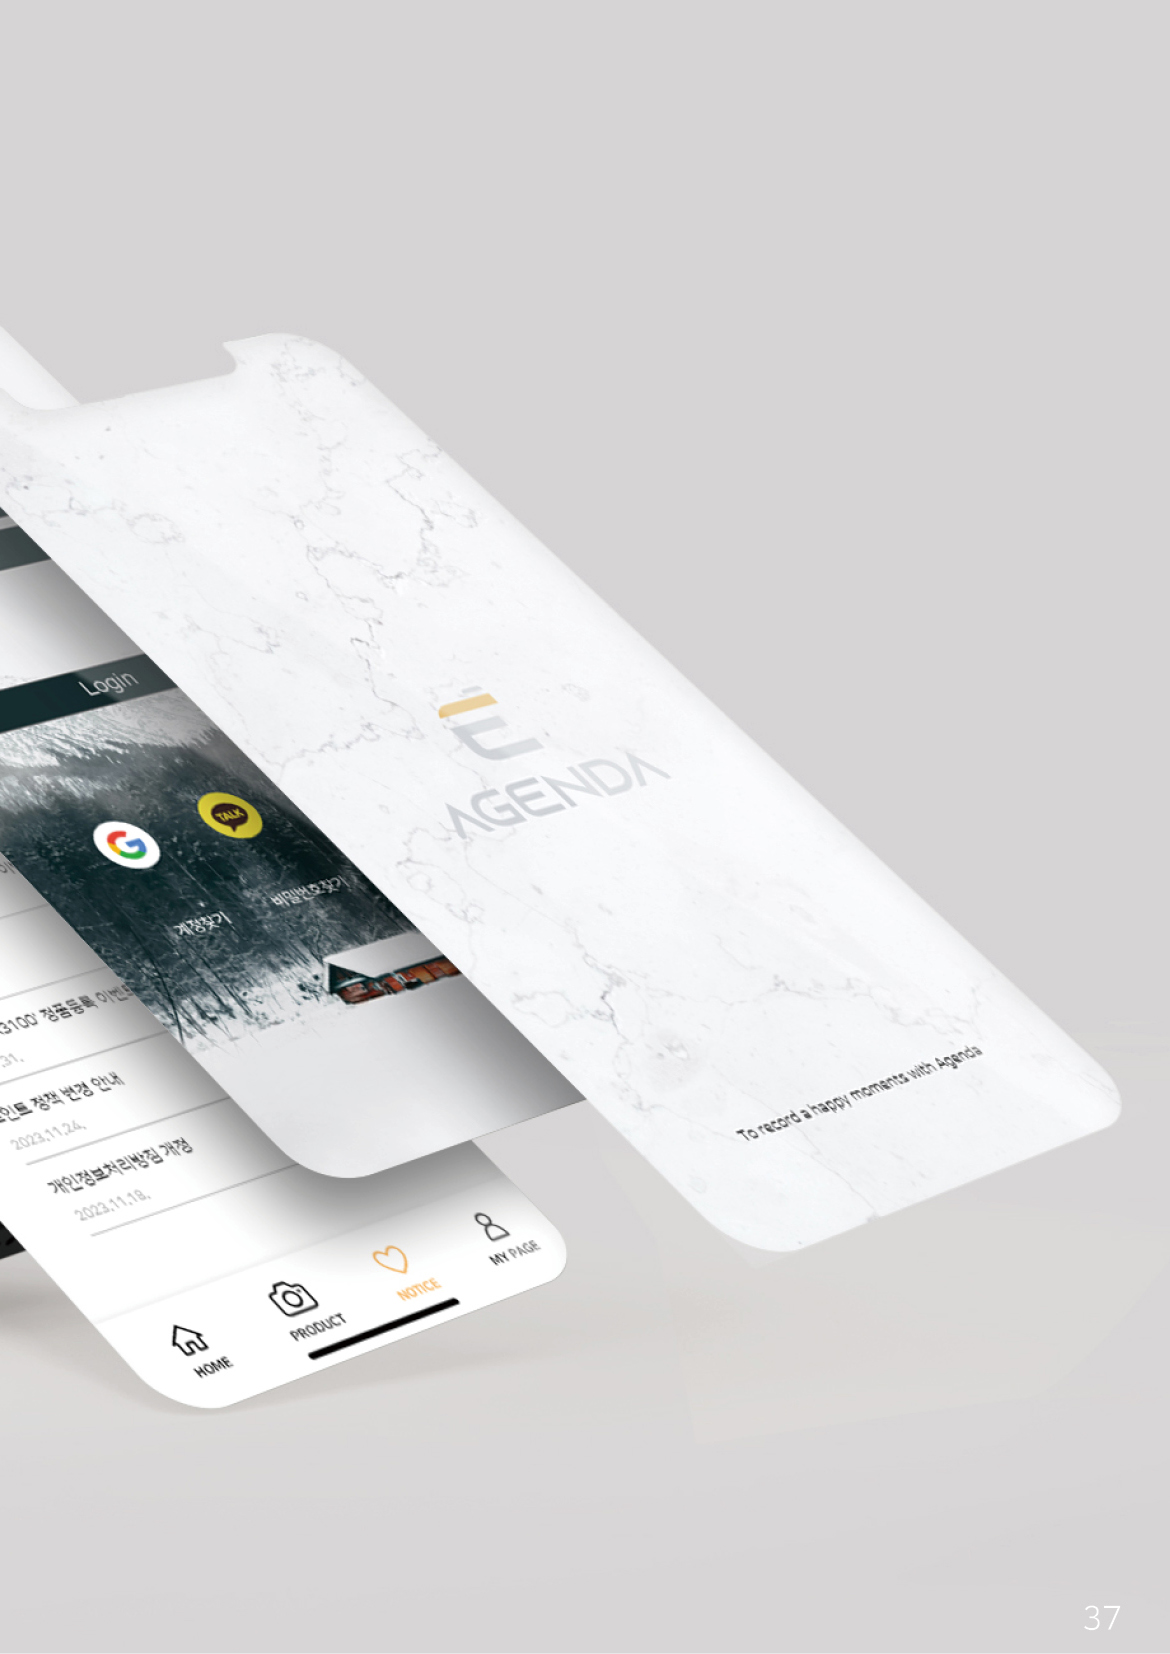 Login
TALK
계정찾기
비밀번호찾기
AGENDA
To record a happy moments with Agenda
3100' 정품등록 이벤트
.31.
정책 변경 안내
2023.11.24.
개인정보처리방침 개정
2023.11.18.
HOME
PRODUCT
NOTICE
MY PAGE
37